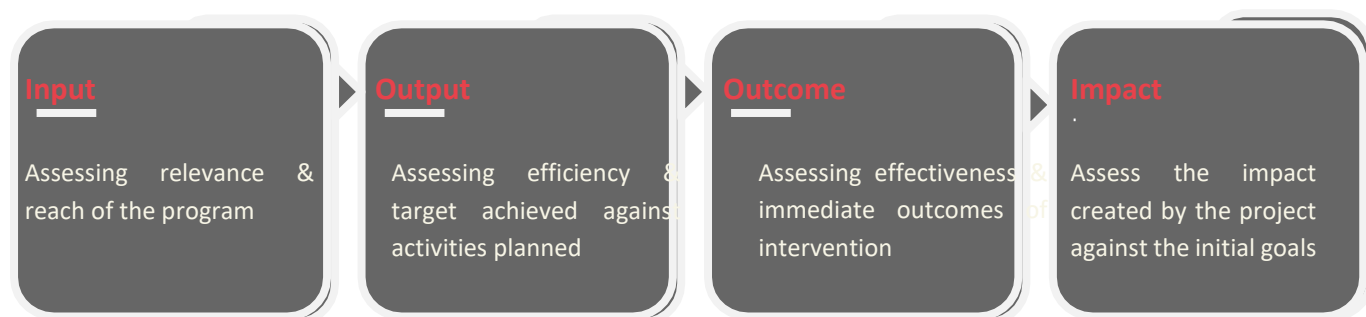 Input
Assessing relevance &
reach of the program
Output
Assessing efficiency &
target achieved against
activities planned
Outcome
Assessing effectiveness &
immediate outcomes of
intervention
Impact
.
Assess the impact
created by the project
against the initial goals